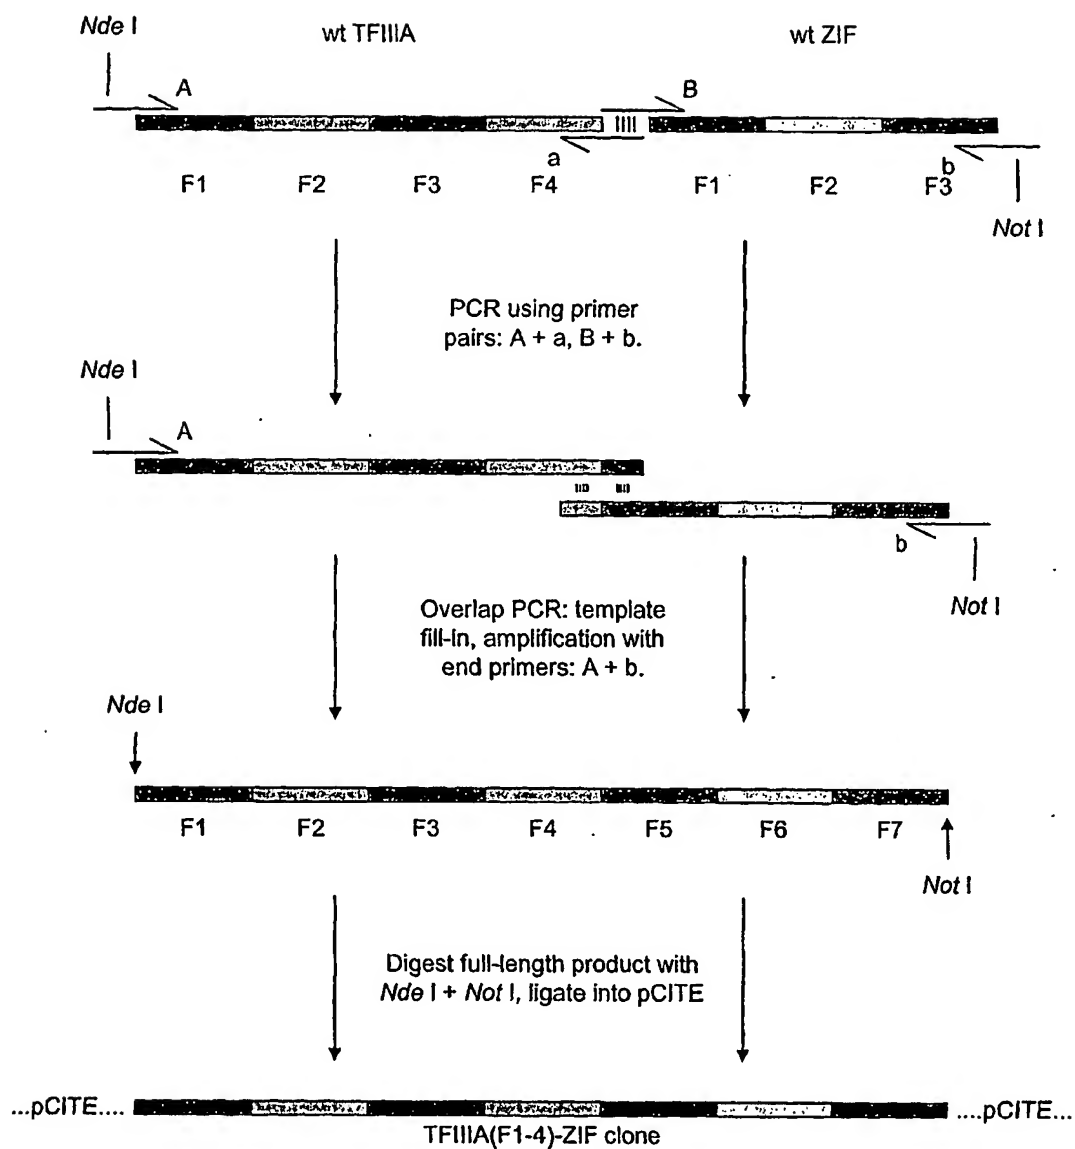 Nde I
wt TFIIIA
wt ZIF
A
B
a
b
F1 F2 F3 F4 F1 F2 F3
Not I
PCR using primer
pairs: A + a, B + b.
Nde I
A
b
Not I
Overlap PCR: template
fill-in, amplification with
end primers: A + b.
Nde I
F1 F2 F3 F4 F5 F6 F7
Not I
Digest full-length product with
Nde I + Not I, ligate into pCITE
...pCITE.... ....pCITE...
TFIIIA(F1-4)-ZIF clone